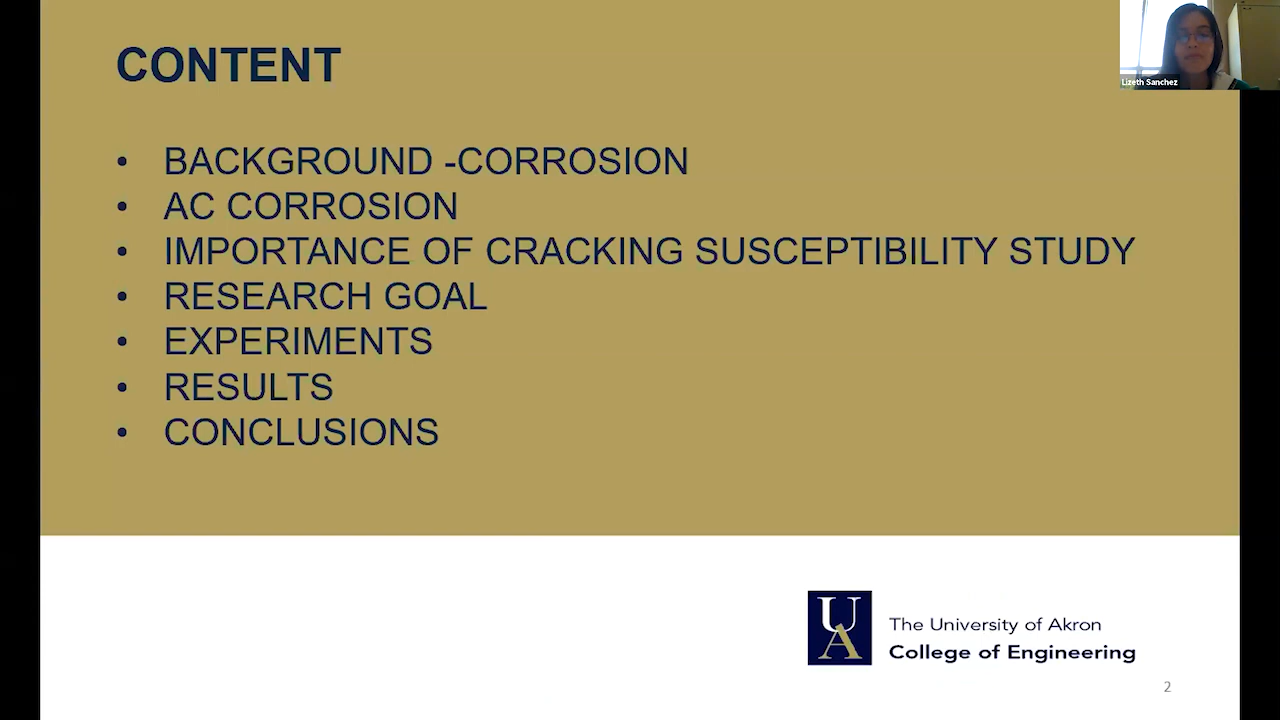 CONTENT
Lizeth Sanchez
• BACKGROUND -CORROSION
• AC CORROSION
• IMPORTANCE OF CRACKING SUSCEPTIBILITY STUDY
• RESEARCH GOAL
• EXPERIMENTS
• RESULTS
• CONCLUSIONS
UA
The University of Akron
College of Engineering
2